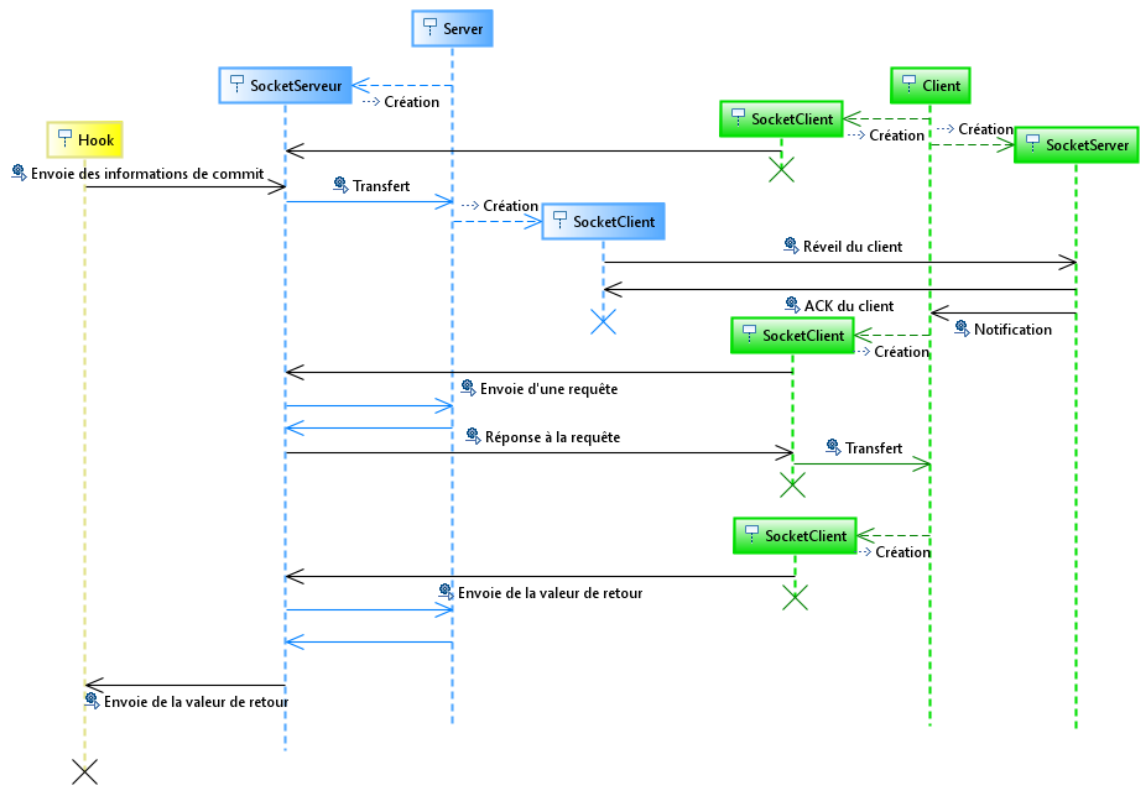 Server
SocketServeur
Client
Création
SocketClient
Création
Création
Hook
SocketServer
Envoie des informations de commit
Transfert
Création
SocketClient
Réveil du client
ACK du client
Notification
SocketClient
Création
Envoie d'une requête
Réponse à la requête
Transfert
SocketClient
Création
Envoie de la valeur de retour
Envoie de la valeur de retour